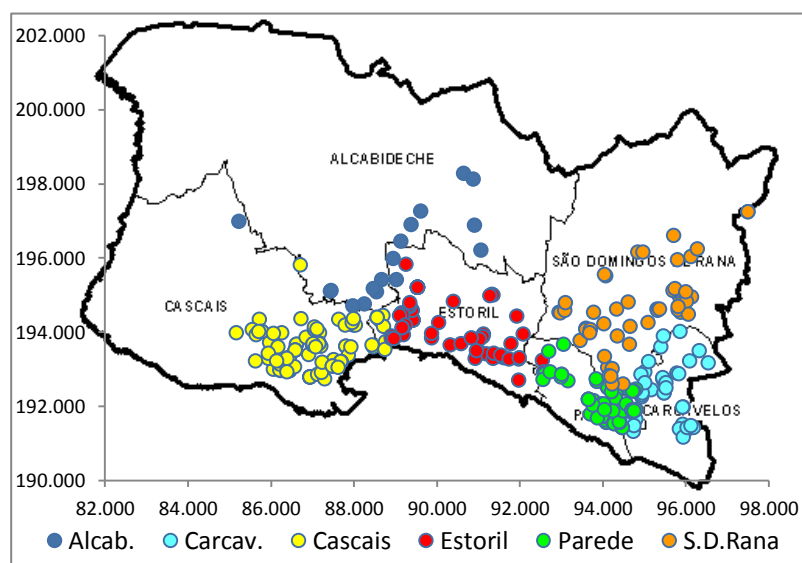 202.000
200.000
198.000
196.000
194.000
192.000
190.000
ALCABIDECHE
SÃO DOMINGOS DE RANA
CASCAIS
ESTORIL
CARCAVELOS
82.000 84.000 86.000 88.000 90.000 92.000 94.000 96.000 98.000
Alcab. Carcav. Cascais Estoril Parede S.D.Rana